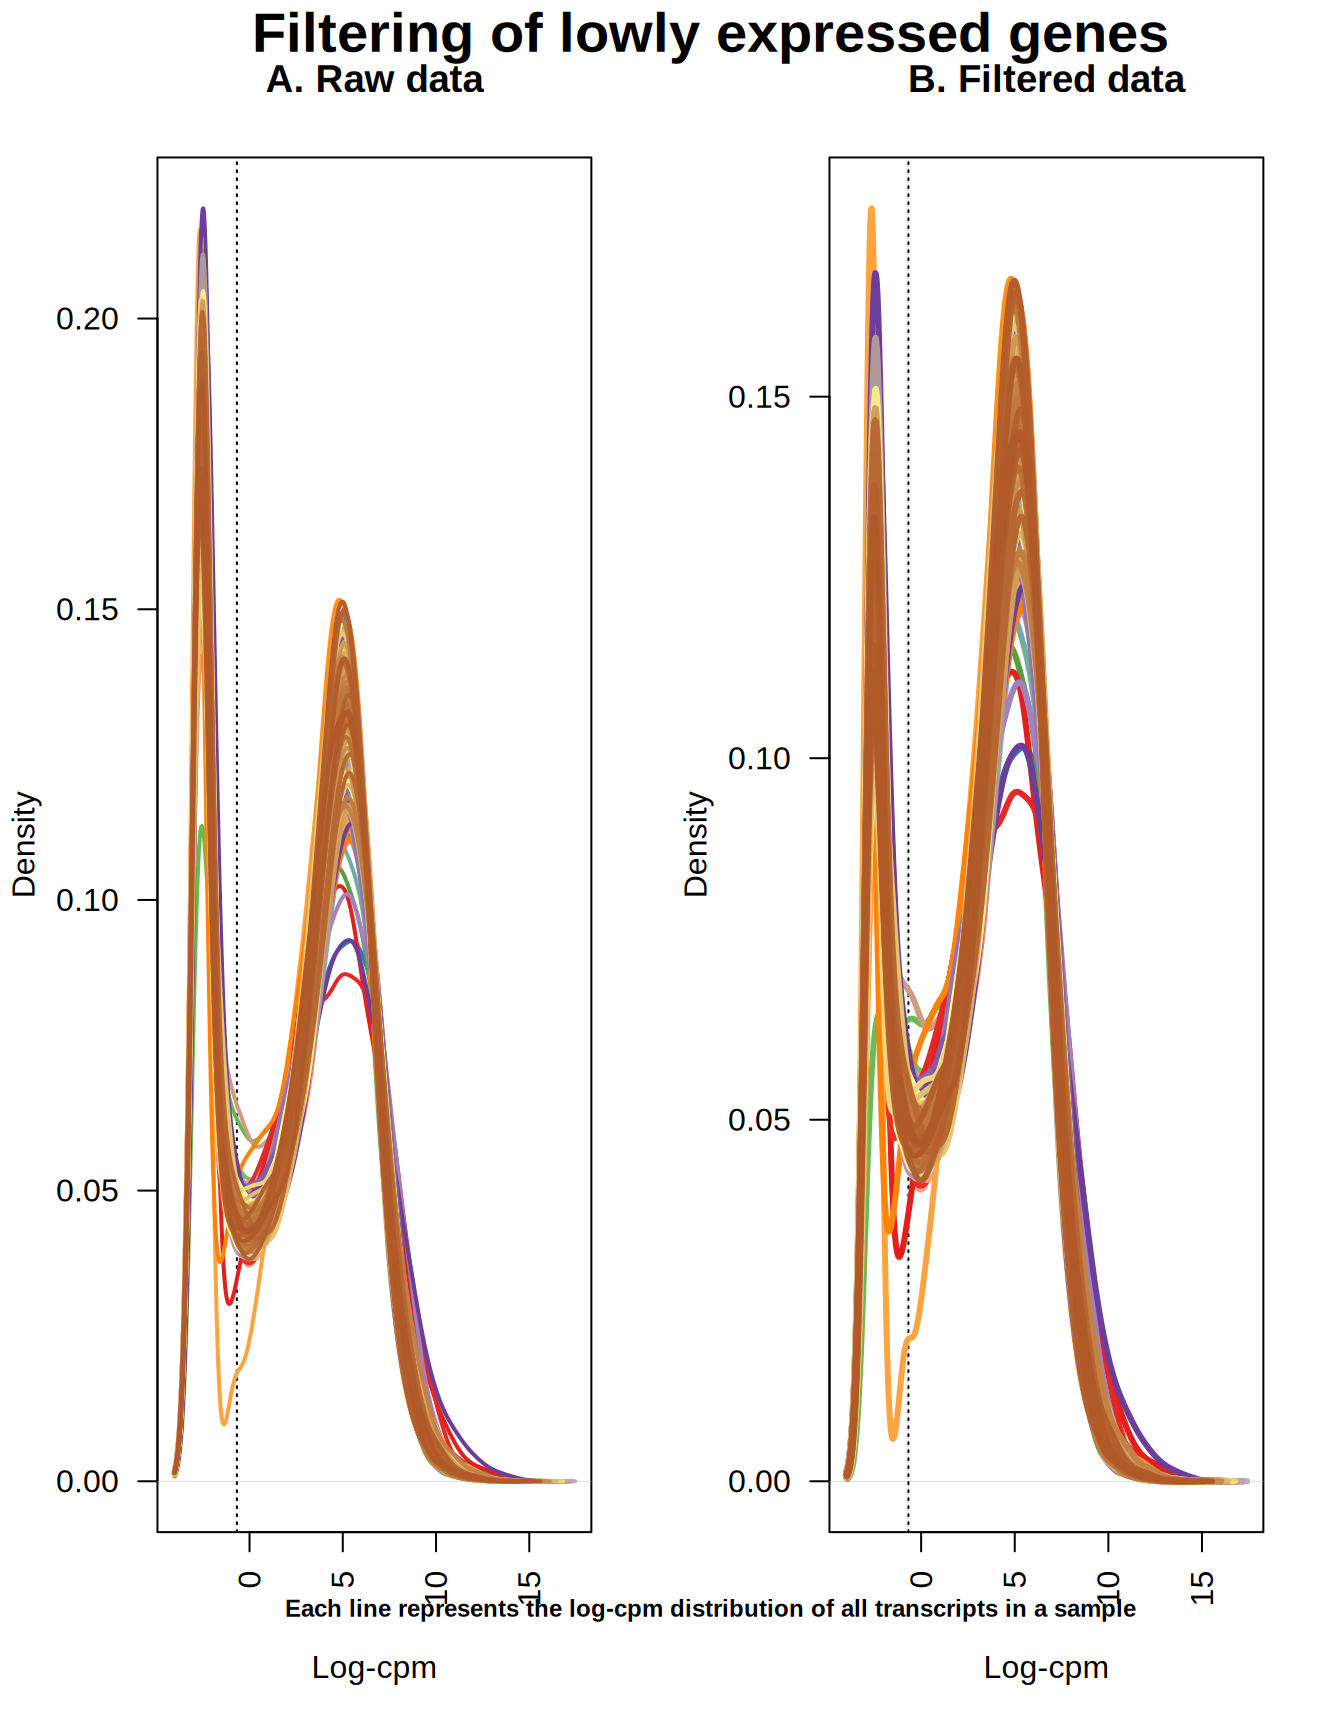 Filtering of lowly expressed genes
A. Raw data
B. Filtered data
Density
0.20
0.15
0.10
0.05
0.00
0
5
10
15
Log-cpm
Density
0.15
0.10
0.05
0.00
0
5
10
15
Log-cpm
Each line represents the log-cpm distribution of all transcripts in a sample